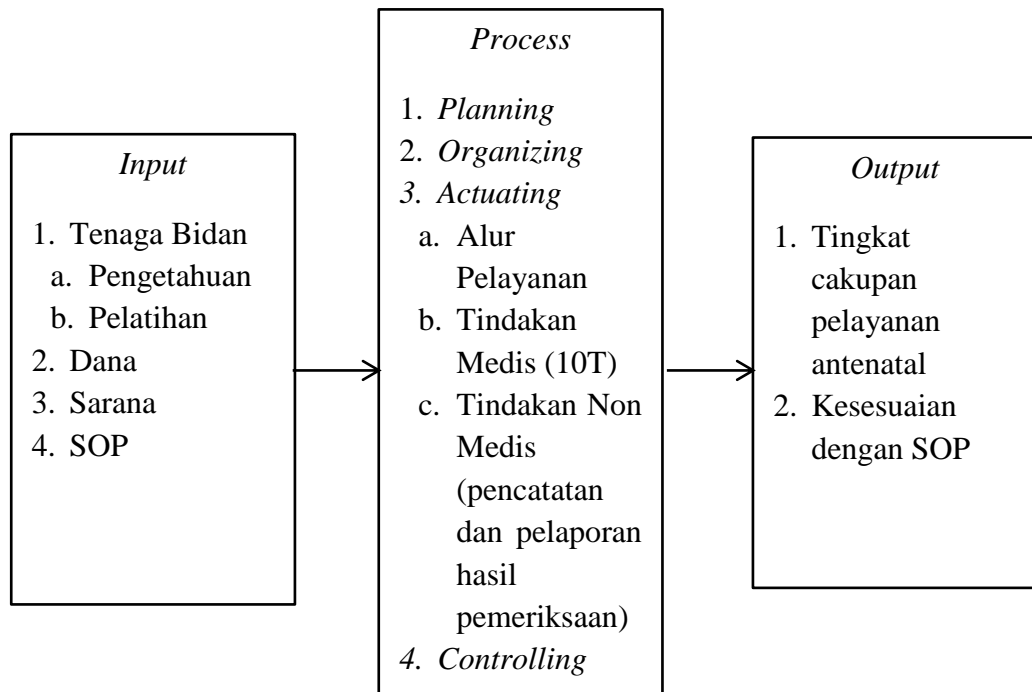 Input
1. Tenaga Bidan
a. Pengetahuan
b. Pelatihan
2. Dana
3. Sarana
4. SOP
Process
1. Planning
2. Organizing
3. Actuating
a. Alur
Pelayanan
b. Tindakan
Medis (10T)
c. Tindakan Non
Medis
(pencatatan
dan pelaporan
hasil
pemeriksaan)
4. Controlling
Output
1. Tingkat
cakupan
pelayanan
antenatal
2. Kesesuaian
dengan SOP